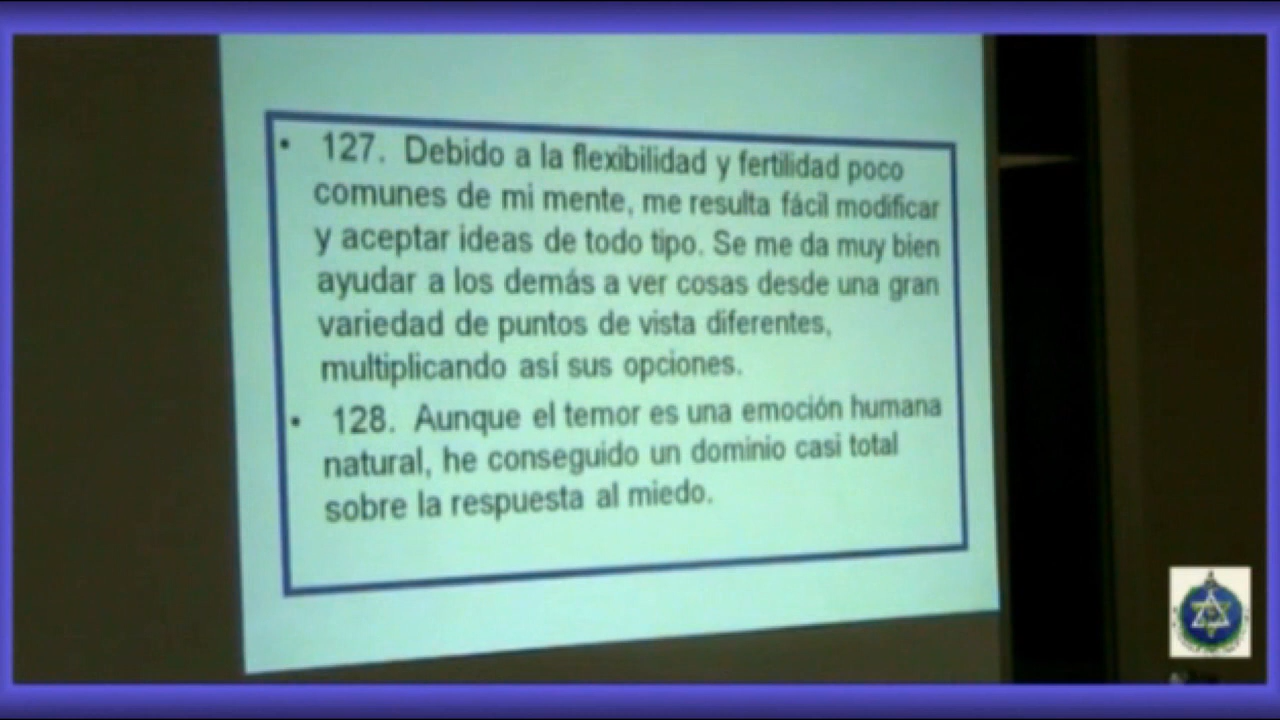 • 127. Debido a la flexibilidad y fertilidad poco
comunes de mi mente, me resulta fácil modificar
y aceptar ideas de todo tipo. Se me da muy bien
ayudar a los demás a ver cosas desde una gran
variedad de puntos de vista diferentes,
multiplicando así sus opciones.
• 128. Aunque el temor es una emoción humana
natural, he conseguido un dominio casi total
sobre la respuesta al miedo.